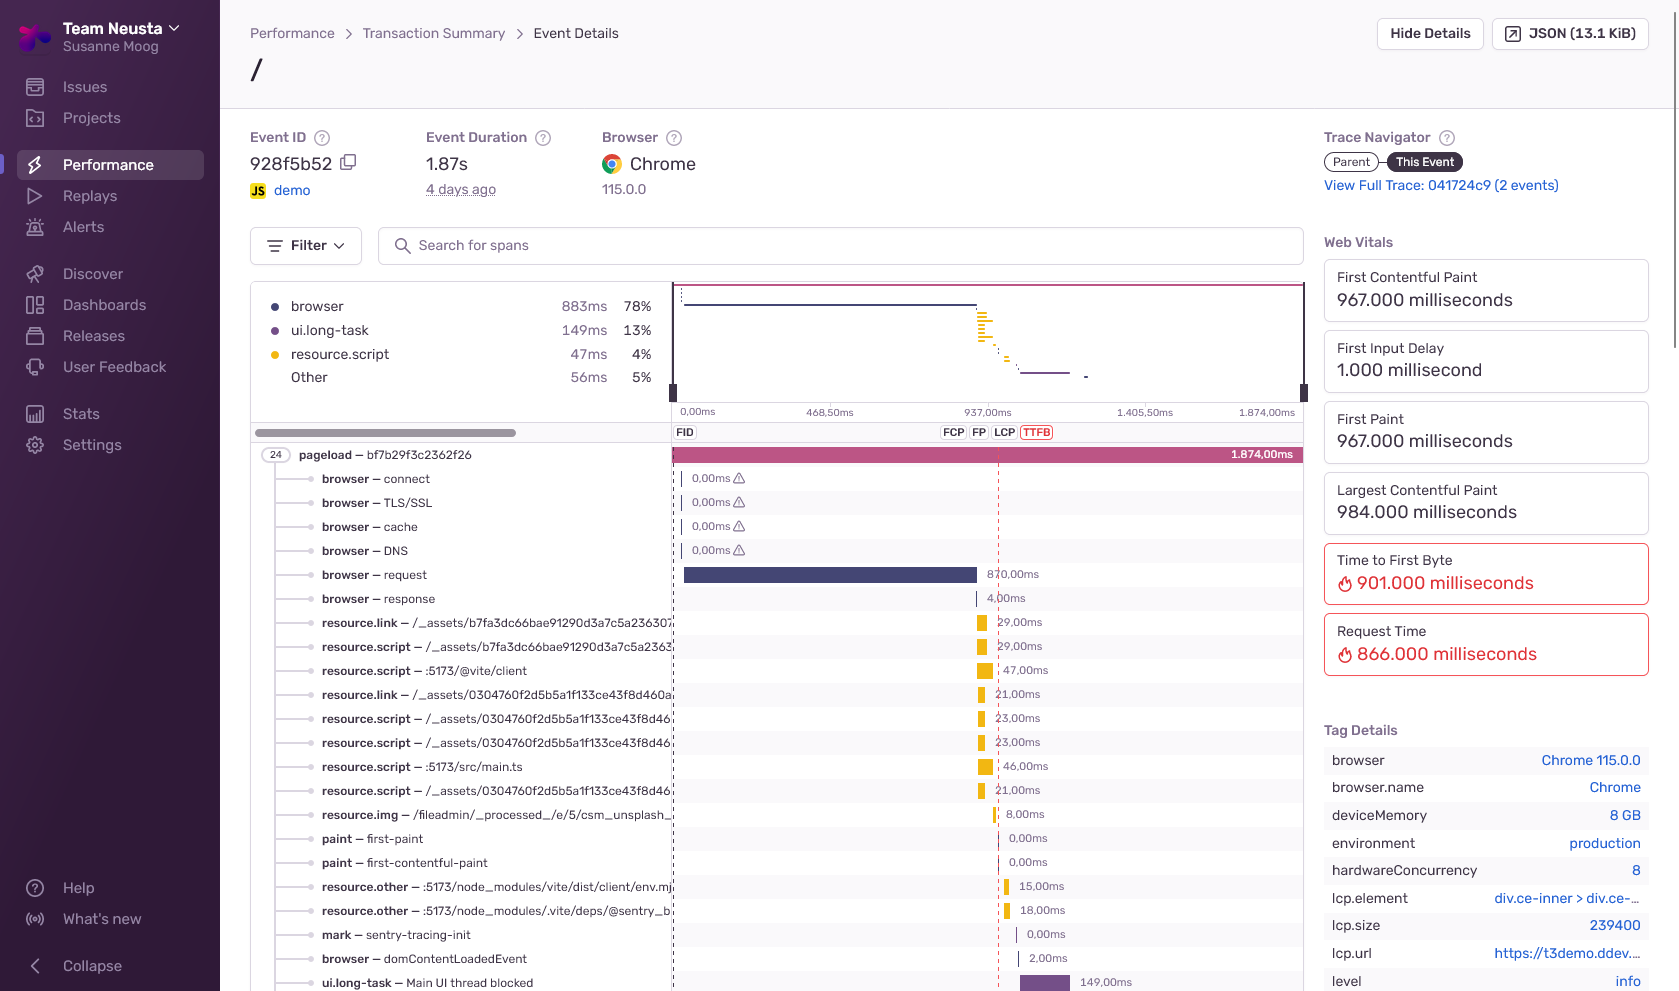 Team Neusta
Susanne Moog
Issues
Projects
Performance
Replays
Alerts
Discover
Dashboards
Releases
User Feedback
Stats
Settings
Help
What's new
Collapse
Performance > Transaction Summary > Event Details
/
Hide Details
JSON (13.1 KiB)
Event ID ?
928f5b52
JS demo
Event Duration ?
1.87s
4 days ago
Browser ?
Chrome
115.0.0
Trace Navigator ?
Parent This Event
View Full Trace: 041724c9 (2 events)
Filter
Search for spans
browser 883ms 78%
ui.long-task 149ms 13%
resource.script 47ms 4%
Other 56ms 5%
0,00ms 468,50ms 937,00ms 1.405,50ms 1.874,00ms
FID FCP FP LCP TTFB
24 pageload — bf7b29f3c2362f26 1.874,00ms
browser — connect 0,00ms
browser — TLS/SSL 0,00ms
browser — cache 0,00ms
browser — DNS 0,00ms
browser — request 870,00ms
browser — response 4,00ms
resource.link — /_assets/b7fa3dc66bae91290d3a7c5a236307 29,00ms
resource.script — /_assets/b7fa3dc66bae91290d3a7c5a2363 29,00ms
resource.script — :5173/@vite/client 47,00ms
resource.link — /_assets/0304760f2d5b5a1f133ce43f8d460a 21,00ms
resource.script — /_assets/0304760f2d5b5a1f133ce43f8d46 23,00ms
resource.script — /_assets/0304760f2d5b5a1f133ce43f8d46 23,00ms
resource.script — :5173/src/main.ts 46,00ms
resource.script — /_assets/0304760f2d5b5a1f133ce43f8d46 21,00ms
resource.img — /fileadmin/_processed_/e/5/csm_unsplash_ 8,00ms
paint — first-paint 0,00ms
paint — first-contentful-paint 0,00ms
resource.other — :5173/node_modules/vite/dist/client/env.mj 15,00ms
resource.other — :5173/node_modules/.vite/deps/@sentry_b 18,00ms
mark — sentry-tracing-init 0,00ms
browser — domContentLoadedEvent 2,00ms
ui.long-task — Main UI thread blocked 149,00ms
Web Vitals
First Contentful Paint
967.000 milliseconds
First Input Delay
1.000 millisecond
First Paint
967.000 milliseconds
Largest Contentful Paint
984.000 milliseconds
Time to First Byte
901.000 milliseconds
Request Time
866.000 milliseconds
Tag Details
browser Chrome 115.0.0
browser.name Chrome
deviceMemory 8 GB
environment production
hardwareConcurrency 8
lcp.element div.ce-inner > div.ce-...
lcp.size 239400
lcp.url https://t3demo.ddev....
level info